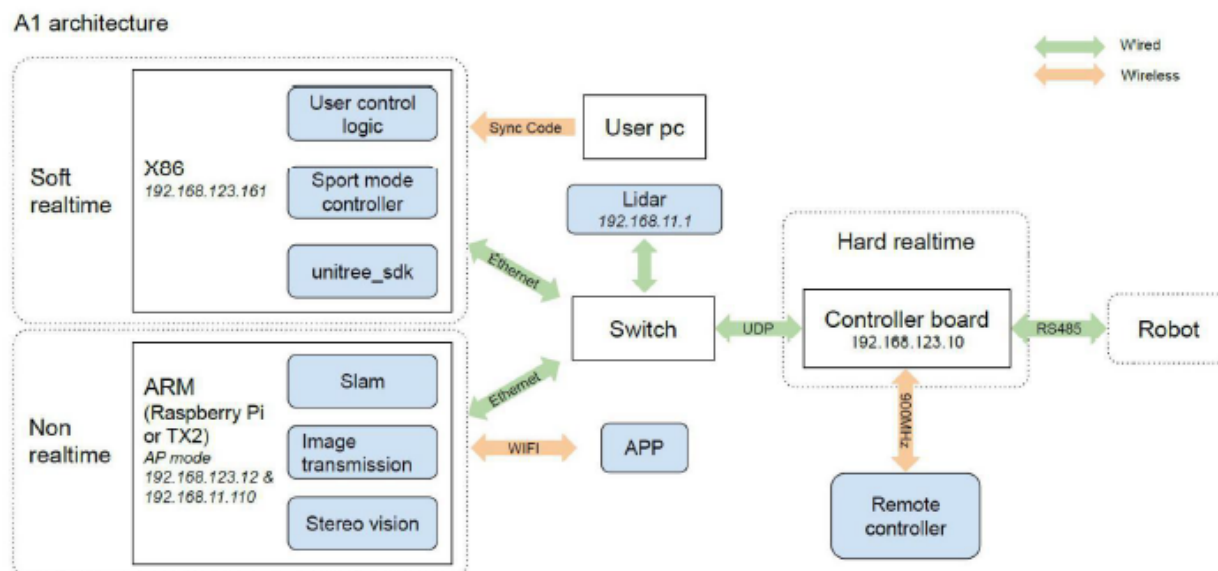 A1 architecture
Wired
Wireless
Soft
realtime
X86
192.168.123.161
User control
logic
Sport mode
controller
unitree_sdk
Sync Code
User pc
Lidar
192.168.11.1
Ethernet
Switch
UDP
Hard realtime
Controller board
192.168.123.10
RS485
Robot
Non
realtime
ARM
(Raspberry Pi
or TX2)
AP mode
192.168.123.12 &
192.168.11.110
Slam
Image
transmission
Stereo vision
Ethernet
WIFI
APP
900MHz
Remote
controller